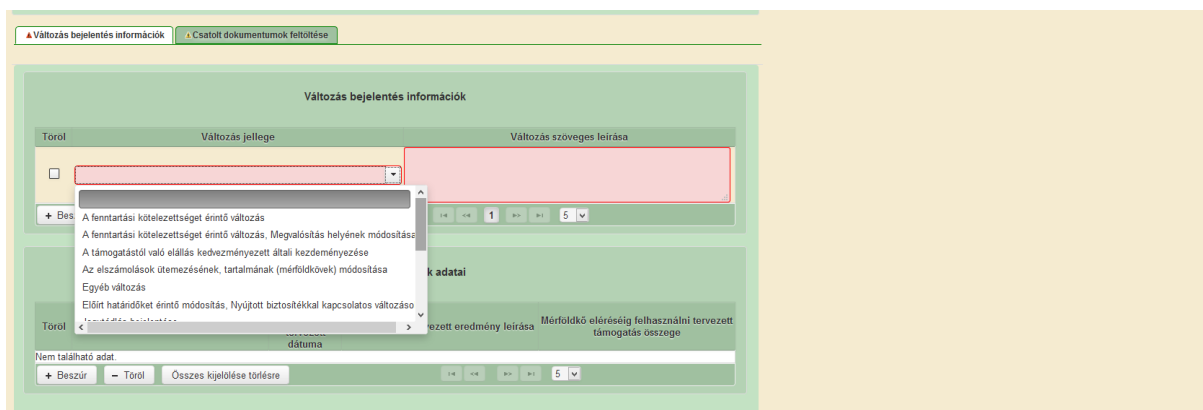 Változás bejelentés információk
Csatolt dokumentumok feltöltése
Változás bejelentés információk
Töröl
Változás jellege
Változás szöveges leírása
+ Bes
1
5
A fenntartási kötelezettséget érintő változás
A fenntartási kötelezettséget érintő változás, Megvalósítás helyének módosítása
A támogatástól való elállás kedvezményezett általi kezdeményezése
Az elszámolások ütemezésének, tartalmának (mérföldkövek) módosítása
Egyéb változás
Előírt határidőket érintő módosítás, Nyújtott biztosítékkal kapcsolatos változáso
k adatai
Töröl
dátuma
vezett eredmény leírása
Mérföldkő eléréséig felhasználni tervezett
támogatás összege
Nem található adat.
+ Beszúr
− Töröl
Összes kijelölése törlésre
5